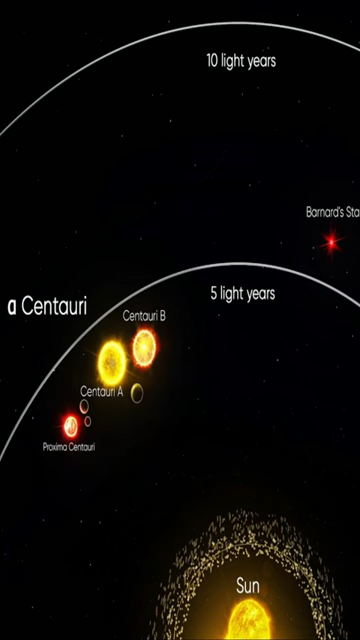 10 light years
Barnard's Sta
5 light years
α Centauri
Centauri B
Centauri A
Proxima Centauri
Sun